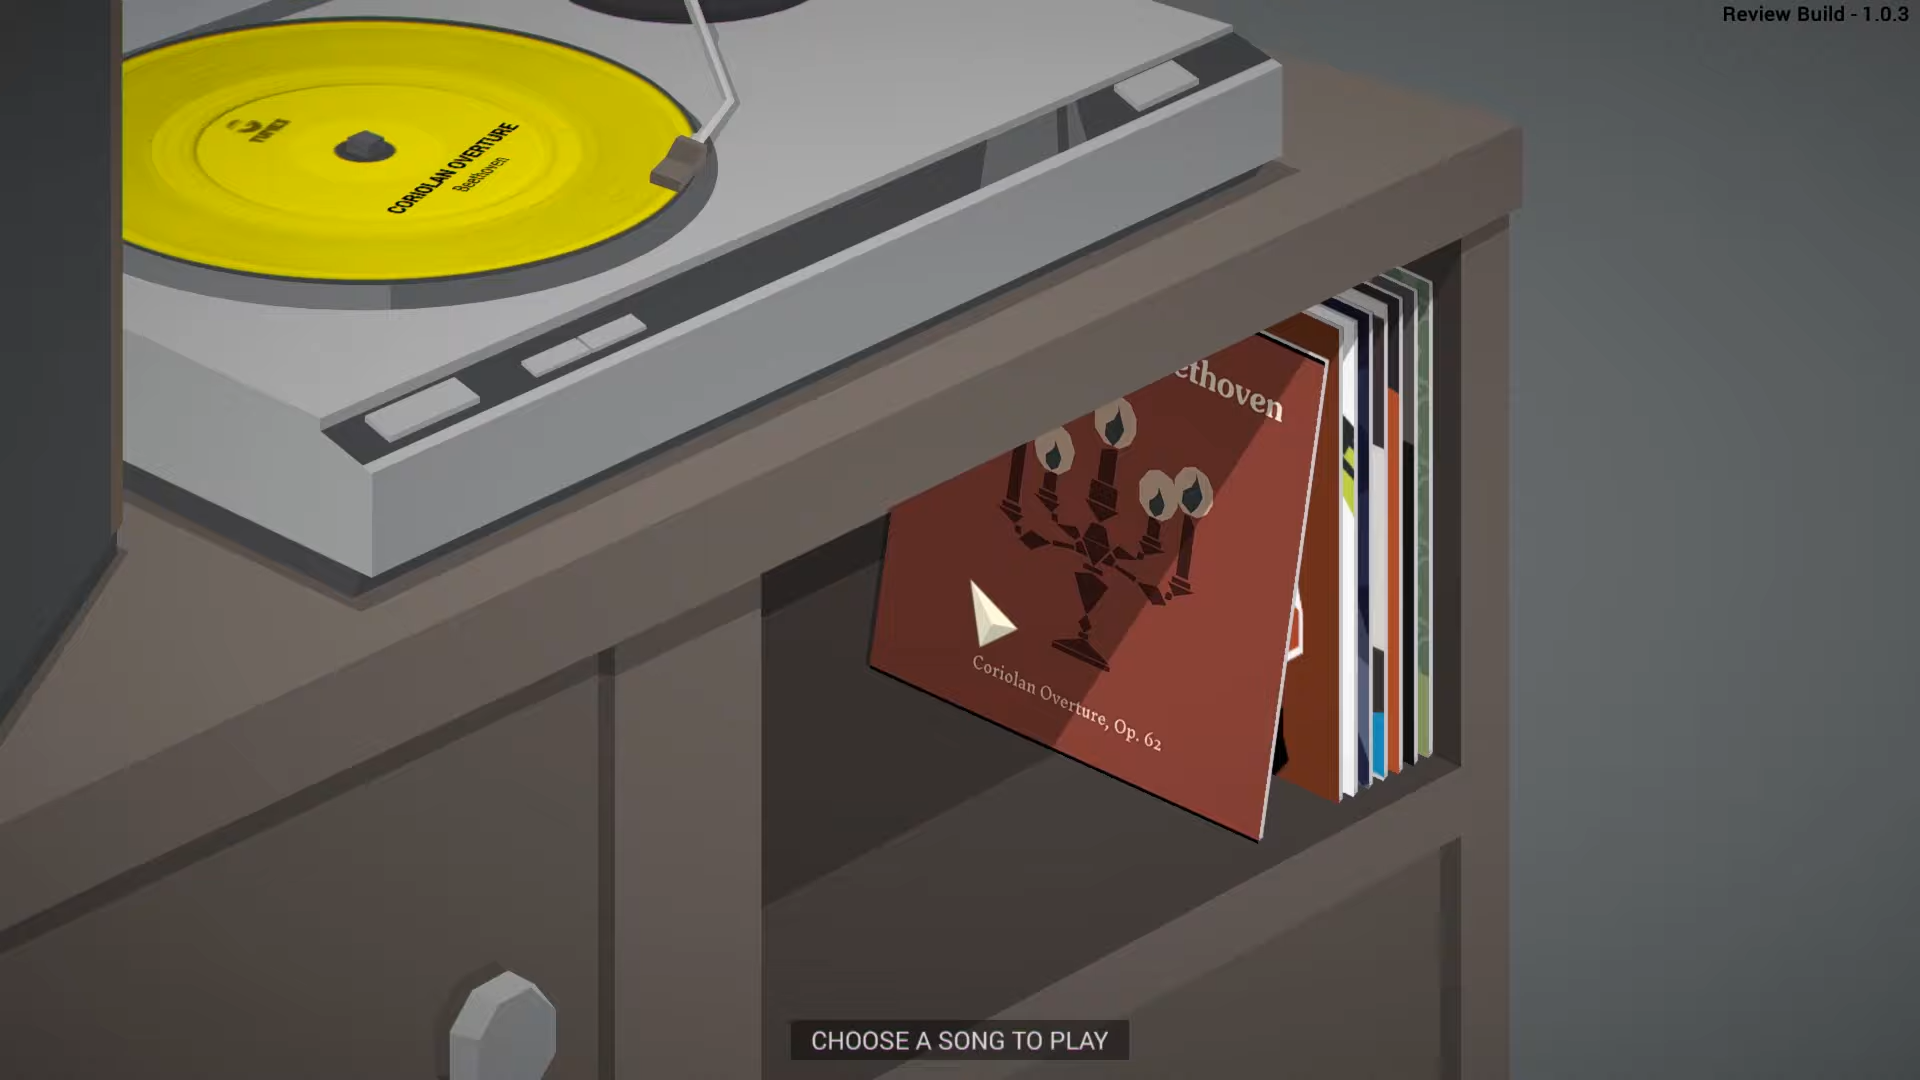 Review Build - 1.0.3
CORIOLAN OVERTURE
Beethoven
ethoven
Coriolan Overture, Op. 62
CHOOSE A SONG TO PLAY